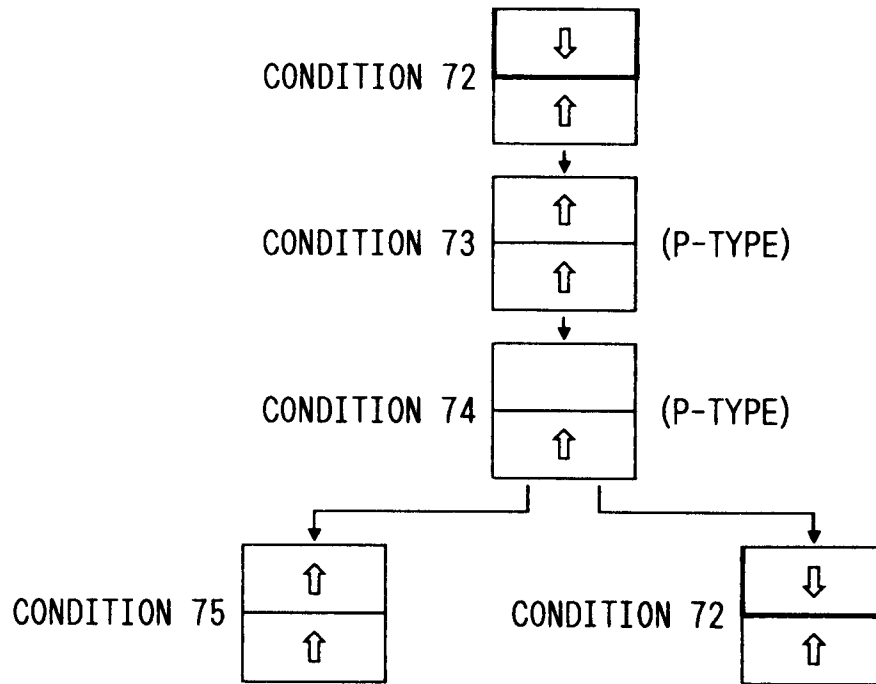 CONDITION 72
CONDITION 73 (P-TYPE)
CONDITION 74 (P-TYPE)
CONDITION 75 CONDITION 72